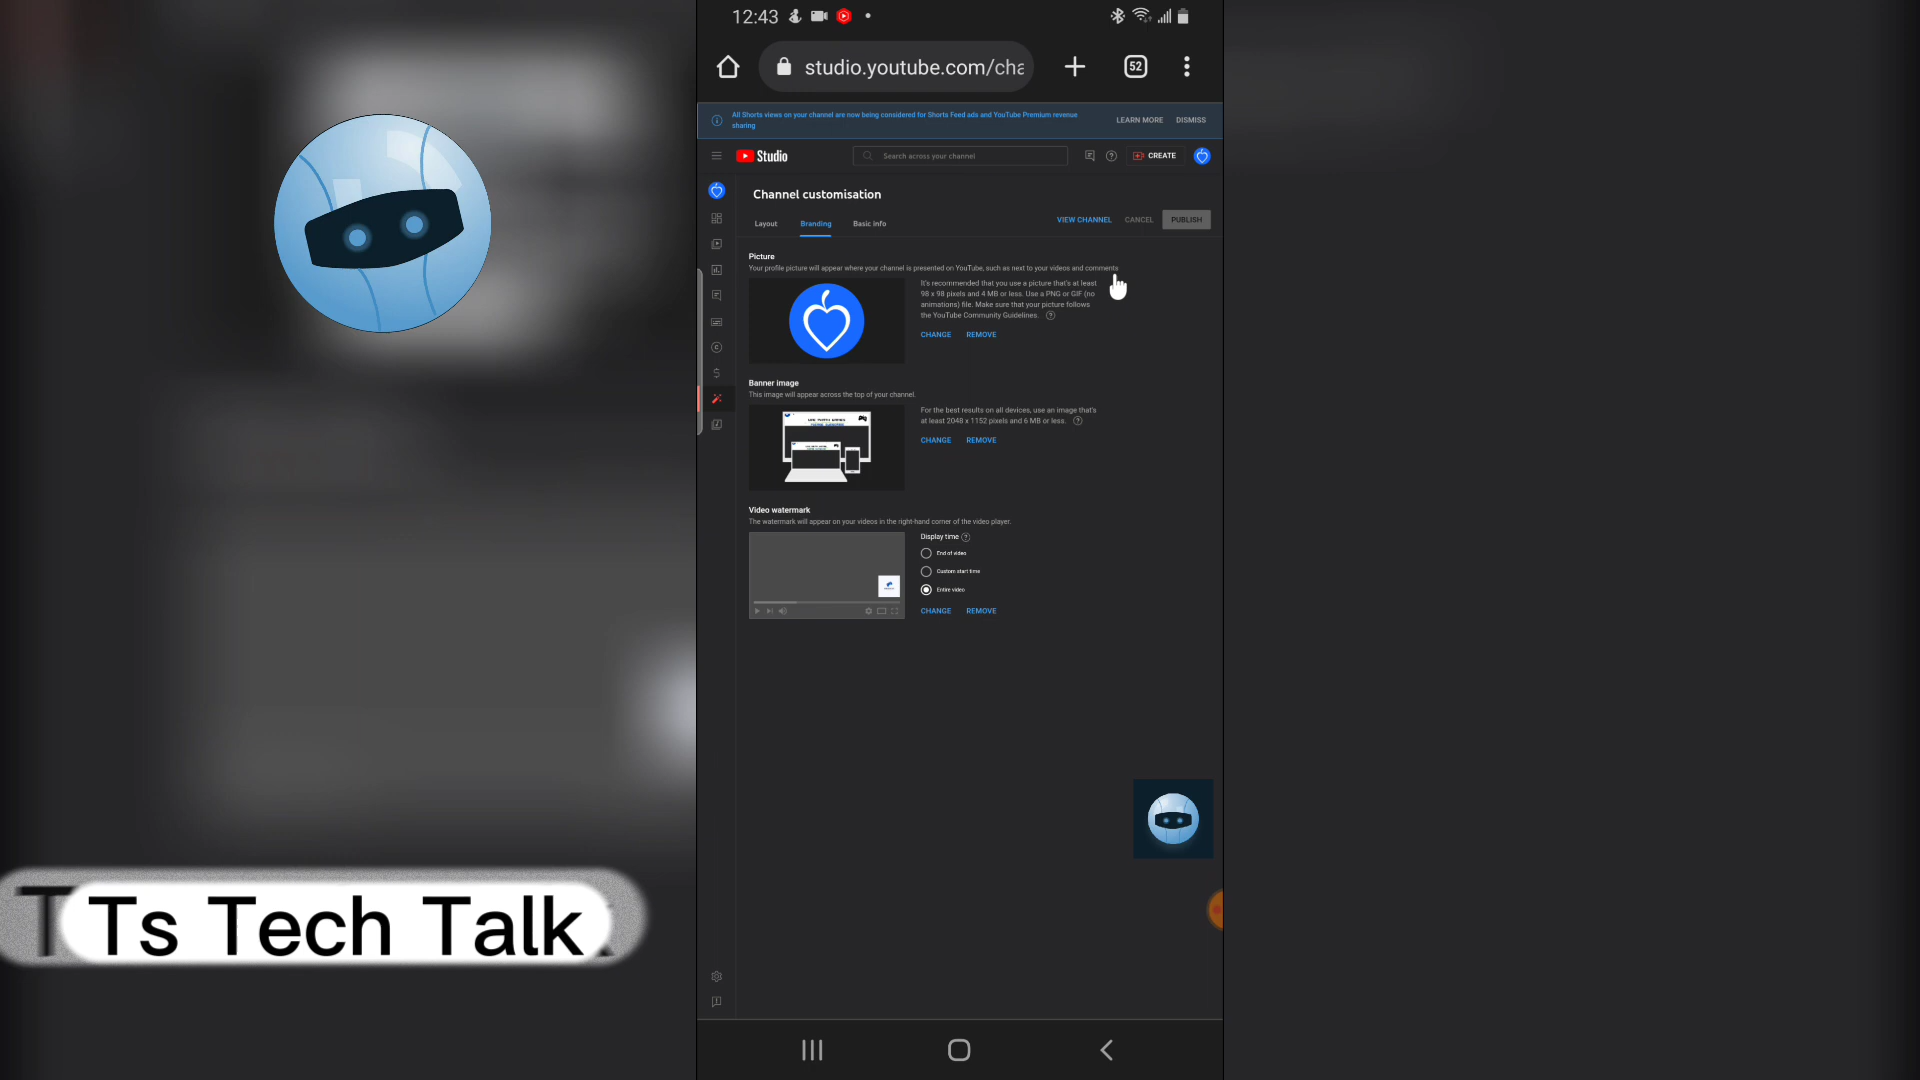 12:43
studio.youtube.com/cha
52
All Shorts views on your channel are now being considered for Shorts Feed ads and YouTube Premium revenue
sharing
LEARN MORE
DISMISS
Studio
Search across your channel
CREATE
Channel customisation
Layout
Branding
Basic info
VIEW CHANNEL
CANCEL
PUBLISH
Picture
Your profile picture will appear where your channel is presented on YouTube, such as next to your videos and comments
It's recommended that you use a picture that's at least
98 x 98 pixels and 4 MB or less. Use a PNG or GIF (no
animations) file. Make sure that your picture follows
the YouTube Community Guidelines.
CHANGE
REMOVE
Banner image
This image will appear across the top of your channel.
For the best results on all devices, use an image that's
at least 2048 x 1152 pixels and 6 MB or less.
CHANGE
REMOVE
Video watermark
The watermark will appear on your videos in the right-hand corner of the video player.
Display time
End of video
Custom start time
Entire video
CHANGE
REMOVE
Ts Tech Talk